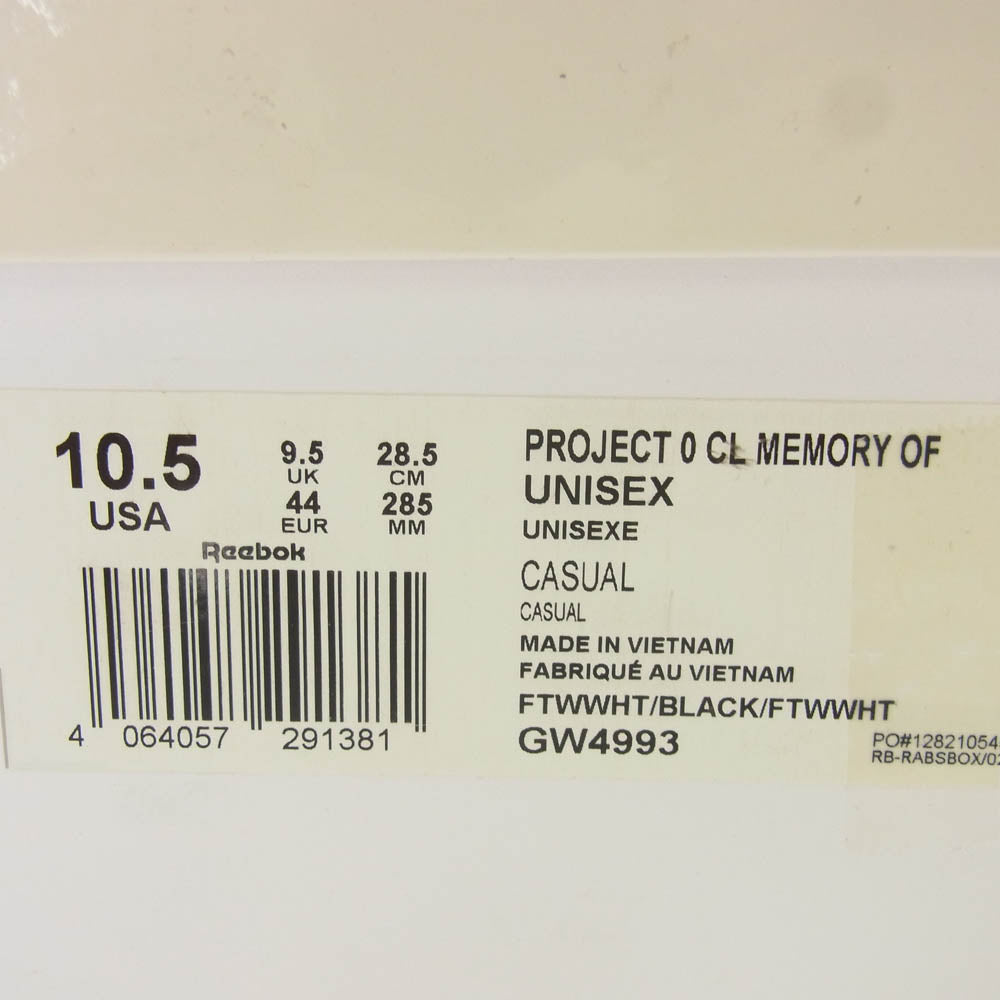 10.5
USA
9.5
UK
44
EUR
28.5
CM
285
MM
Reebok
4 064057 291381
PROJECT 0 CL MEMORY OF
UNISEX
UNISEXE
CASUAL
CASUAL
MADE IN VIETNAM
FABRIQUÉ AU VIETNAM
FTWWHT/BLACK/FTWWHT
GW4993